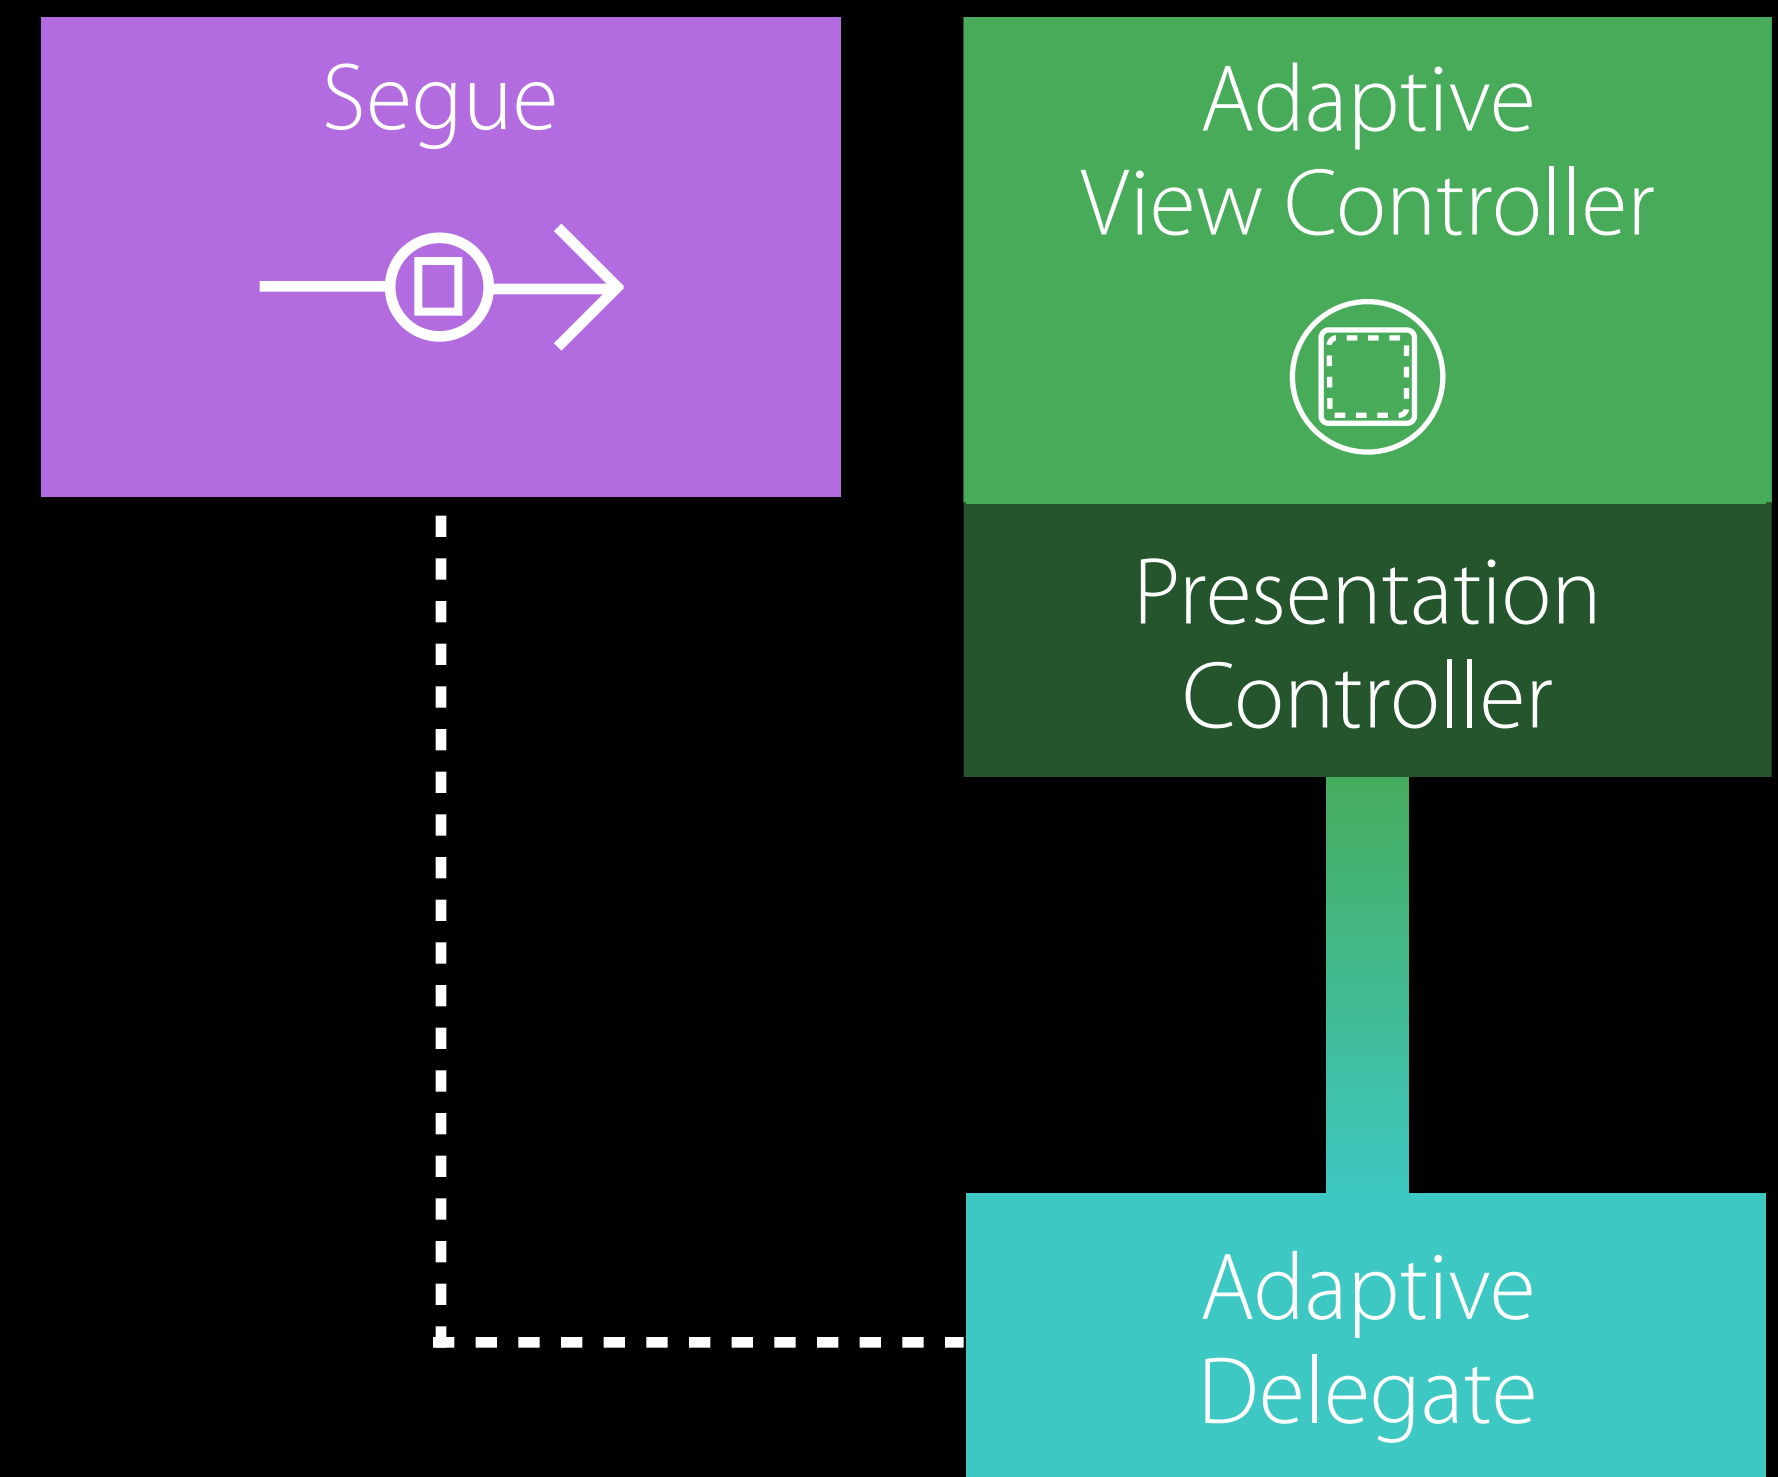 Segue
Adaptive
View Controller
Presentation
Controller
Adaptive
Delegate